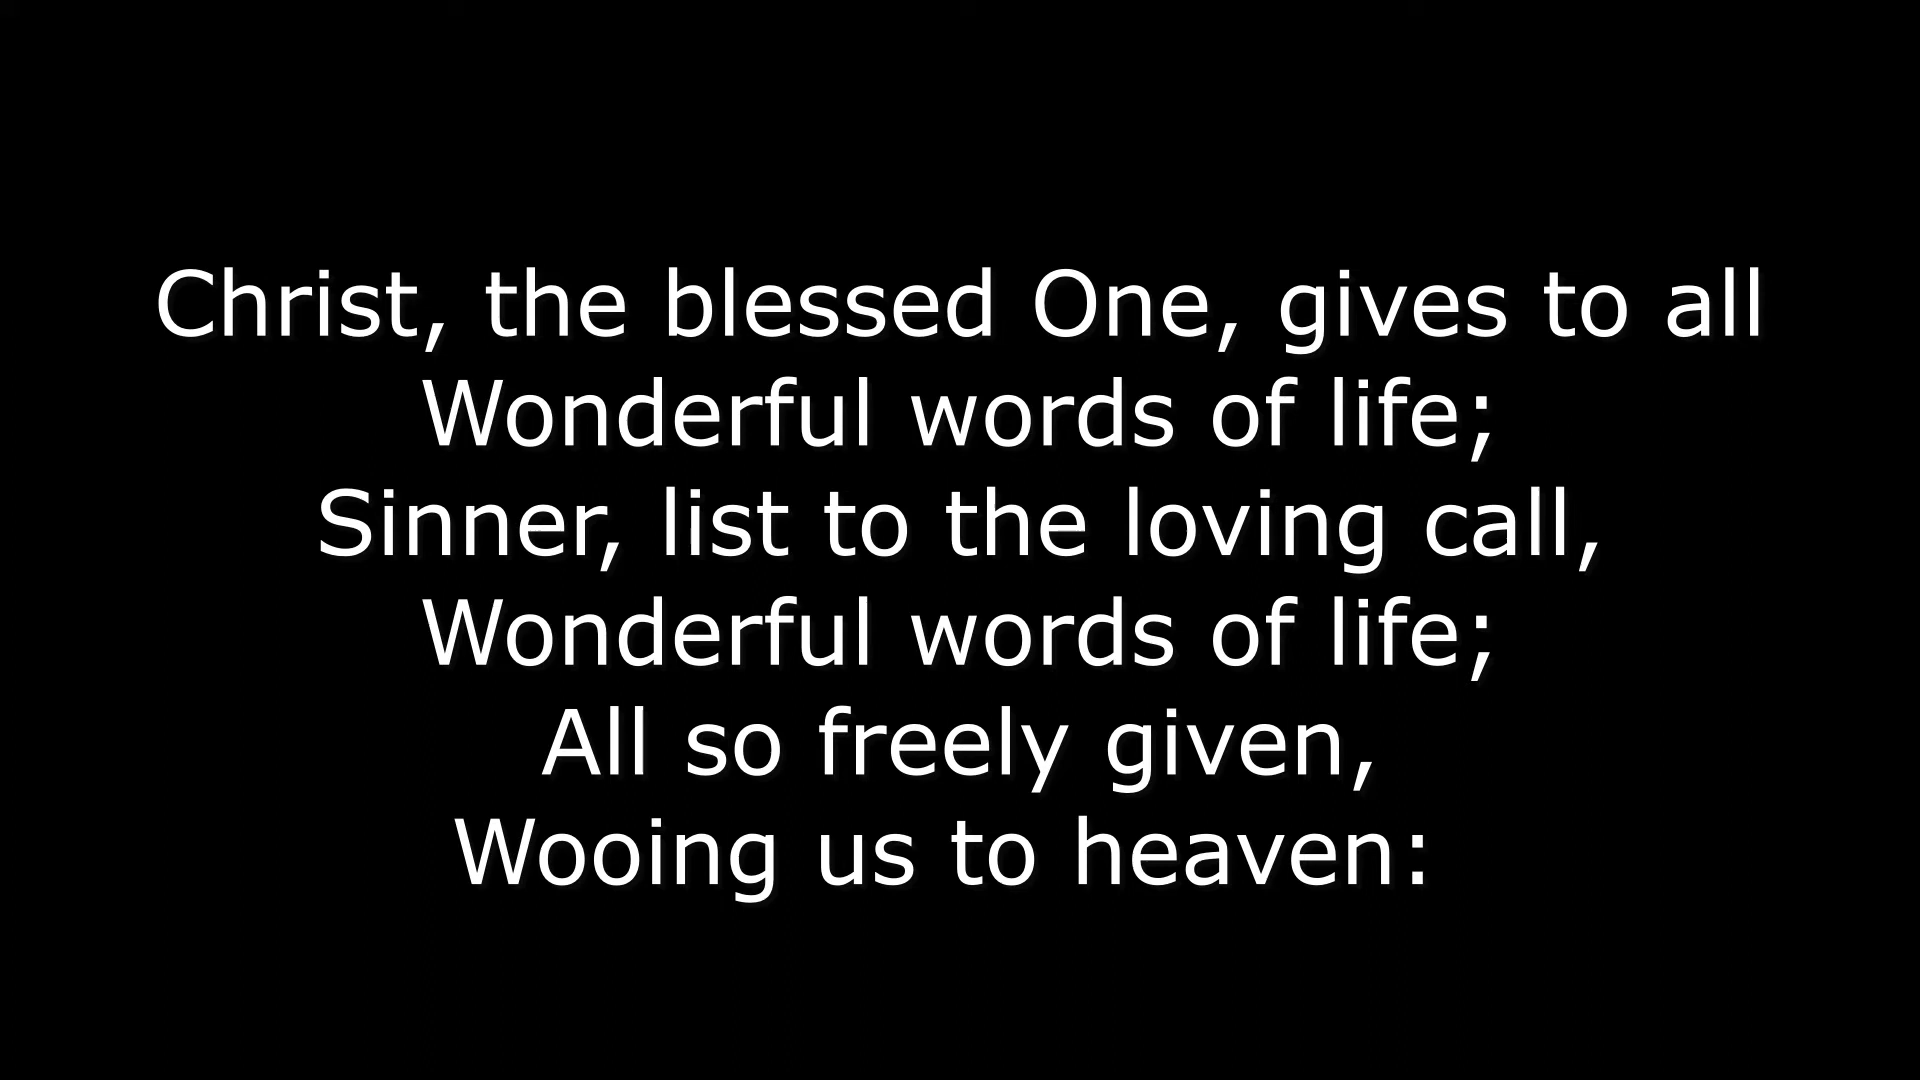 Christ, the blessed One, gives to all
Wonderful words of life;
Sinner, list to the loving call,
Wonderful words of life;
All so freely given,
Wooing us to heaven: